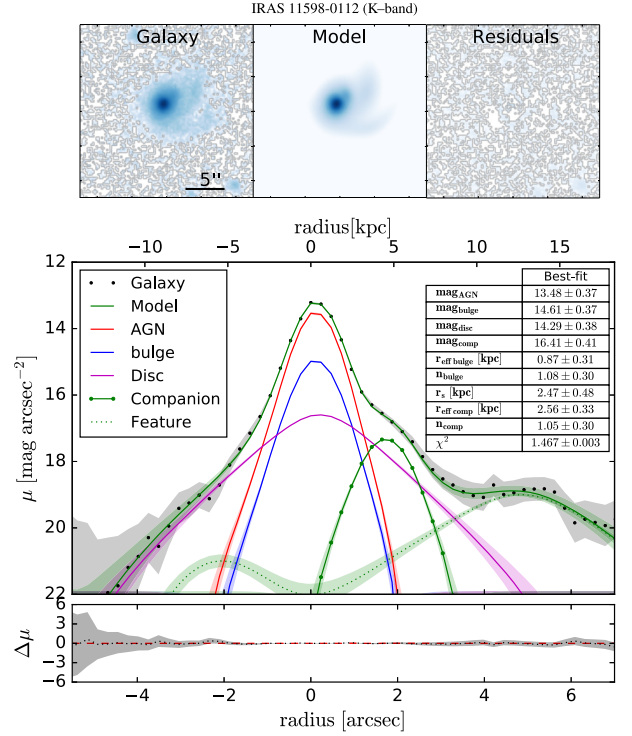 IRAS 11598-0112 (K–band)
Galaxy Model Residuals
5"
radius[kpc]
−10 −5 0 5 10 15
12
14
16
18
20
22
μ [mag arcsec⁻²]
Galaxy
Model
AGN
bulge
Disc
Companion
Feature
Best-fit
mag_AGN 13.48 ± 0.37
mag_bulge 14.61 ± 0.37
mag_disc 14.29 ± 0.38
mag_comp 16.41 ± 0.41
r_eff bulge [kpc] 0.87 ± 0.31
n_bulge 1.08 ± 0.30
r_s [kpc] 2.47 ± 0.48
r_eff comp [kpc] 2.56 ± 0.33
n_comp 1.05 ± 0.30
χ² 1.467 ± 0.003
6
3
0
−3
−6
Δμ
−4 −2 0 2 4 6
radius [arcsec]